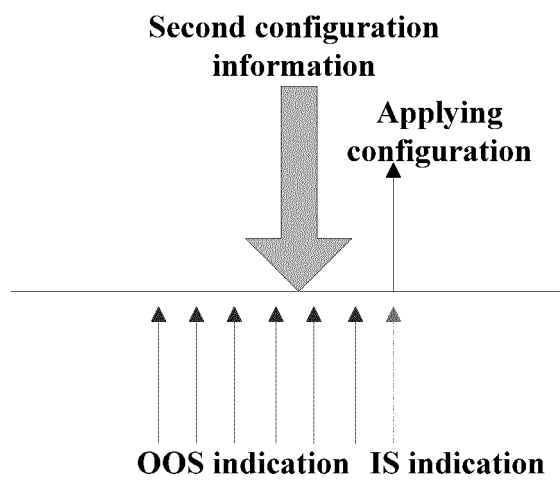 Second configuration
information
Applying
configuration
OOS indication
IS indication